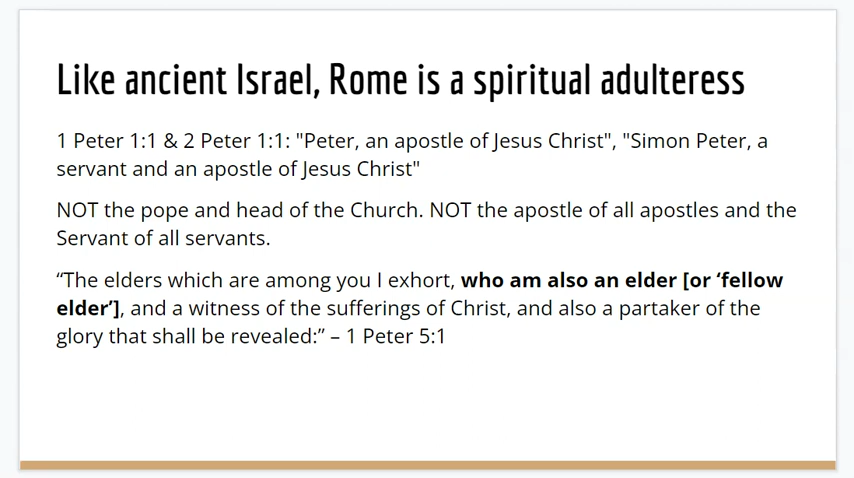 Like ancient Israel, Rome is a spiritual adulteress
1 Peter 1:1 & 2 Peter 1:1: "Peter, an apostle of Jesus Christ", "Simon Peter, a
servant and an apostle of Jesus Christ"
NOT the pope and head of the Church. NOT the apostle of all apostles and the
Servant of all servants.
“The elders which are among you I exhort, who am also an elder [or ‘fellow
elder’], and a witness of the sufferings of Christ, and also a partaker of the
glory that shall be revealed:” – 1 Peter 5:1